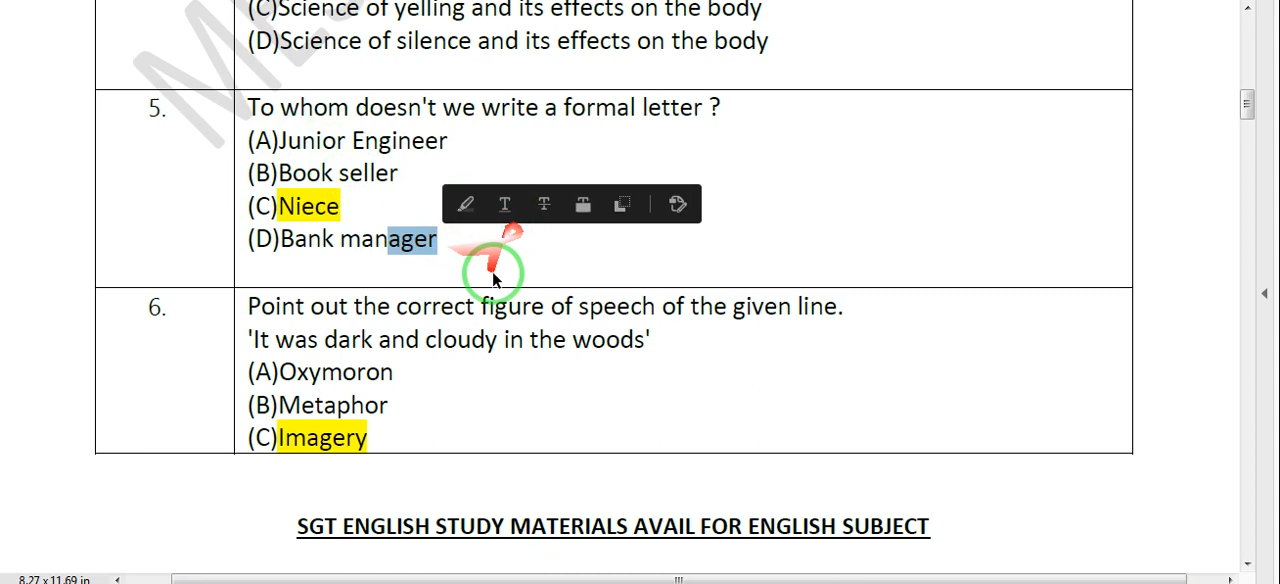 (C)Science of yelling and its effects on the body
(D)Science of silence and its effects on the body
5.
To whom doesn't we write a formal letter ?
(A)Junior Engineer
(B)Book seller
(C)Niece
(D)Bank manager
6.
Point out the correct figure of speech of the given line.
'It was dark and cloudy in the woods'
(A)Oxymoron
(B)Metaphor
(C)Imagery
SGT ENGLISH STUDY MATERIALS AVAIL FOR ENGLISH SUBJECT
8.27 x 11.69 in